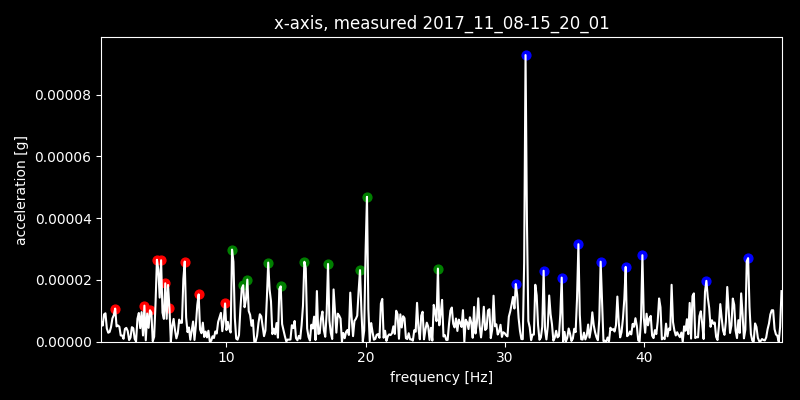 x-axis, measured 2017_11_08-15_20_01
acceleration [g]
0.00008
0.00006
0.00004
0.00002
0.00000
10 20 30 40
frequency [Hz]